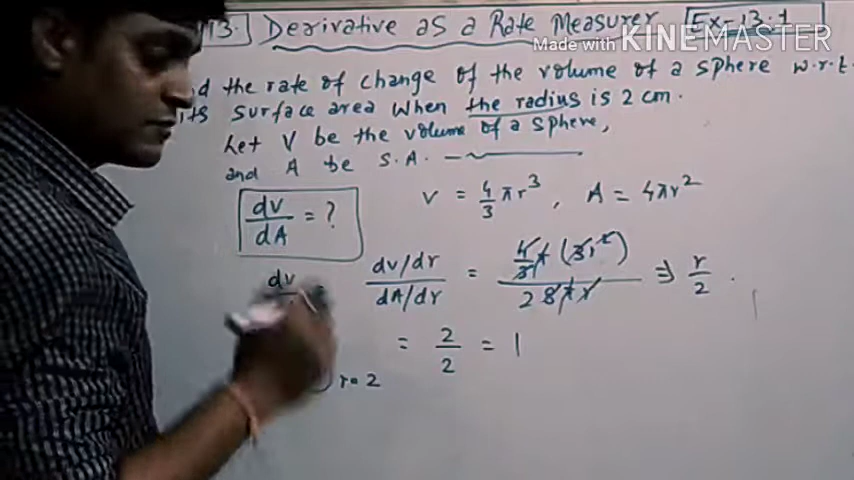 13. Derivative as a Rate Measurer Ex-13.1
Made with KINEMASTER
the rate of change of the volume of a sphere w.r.t.
its surface area when the radius is 2 cm.
Let V be the volume of a sphere,
and A be S.A.
dv/dA = ?
V = 4/3 πr³ , A = 4πr²
dv
dv/dr / dA/dr = 4/3 π (3r²) / 2 8πr ⇒ r/2 .
= 2/2 = 1
r=2